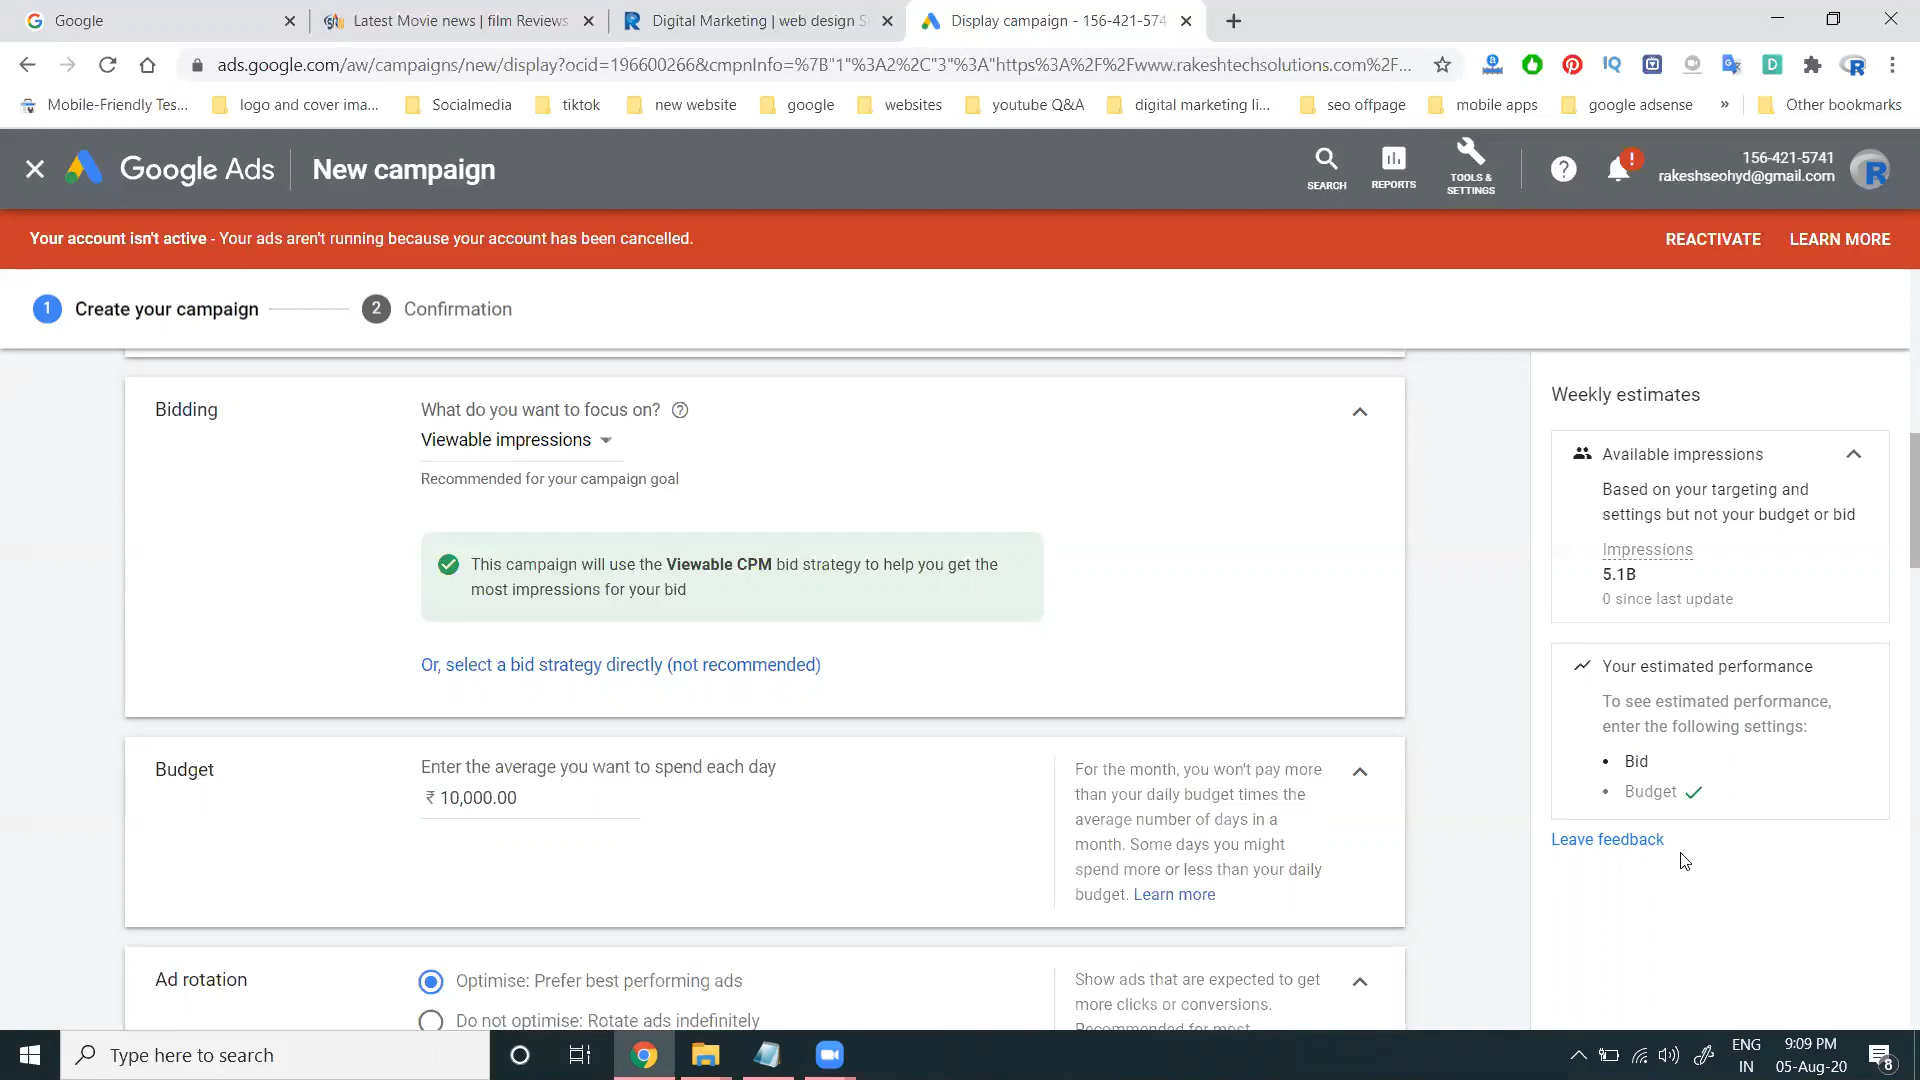 Google
Latest Movie news | film Reviews
Digital Marketing | web design S
Display campaign - 156-421-574
ads.google.com/aw/campaigns/new/display?ocid=196600266&cmpnInfo=%7B"1"%3A2%2C"3"%3A"https%3A%2F%2Fwww.rakeshtechsolutions.com%2F...
Mobile-Friendly Tes...
logo and cover ima...
Socialmedia
tiktok
new website
google
websites
youtube Q&A
digital marketing li...
seo offpage
mobile apps
google adsense
»
Other bookmarks
Google Ads
New campaign
SEARCH
REPORTS
TOOLS &
SETTINGS
156-421-5741
rakeshseohyd@gmail.com
Your account isn't active - Your ads aren't running because your account has been cancelled.
REACTIVATE
LEARN MORE
1
Create your campaign
2
Confirmation
Bidding
What do you want to focus on?
Viewable impressions
Recommended for your campaign goal
This campaign will use the Viewable CPM bid strategy to help you get the
most impressions for your bid
Or, select a bid strategy directly (not recommended)
Budget
Enter the average you want to spend each day
₹ 10,000.00
For the month, you won't pay more
than your daily budget times the
average number of days in a
month. Some days you might
spend more or less than your daily
budget. Learn more
Ad rotation
Optimise: Prefer best performing ads
Do not optimise: Rotate ads indefinitely
Show ads that are expected to get
more clicks or conversions.
Recommended for most
Weekly estimates
Available impressions
Based on your targeting and
settings but not your budget or bid
Impressions
5.1B
0 since last update
Your estimated performance
To see estimated performance,
enter the following settings:
• Bid
• Budget
Leave feedback
Type here to search
ENG
IN
9:09 PM
05-Aug-20
8